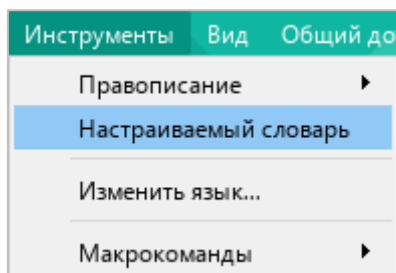 Инструменты Вид Общий до
Правописание
Настраиваемый словарь
Изменить язык...
Макрокоманды